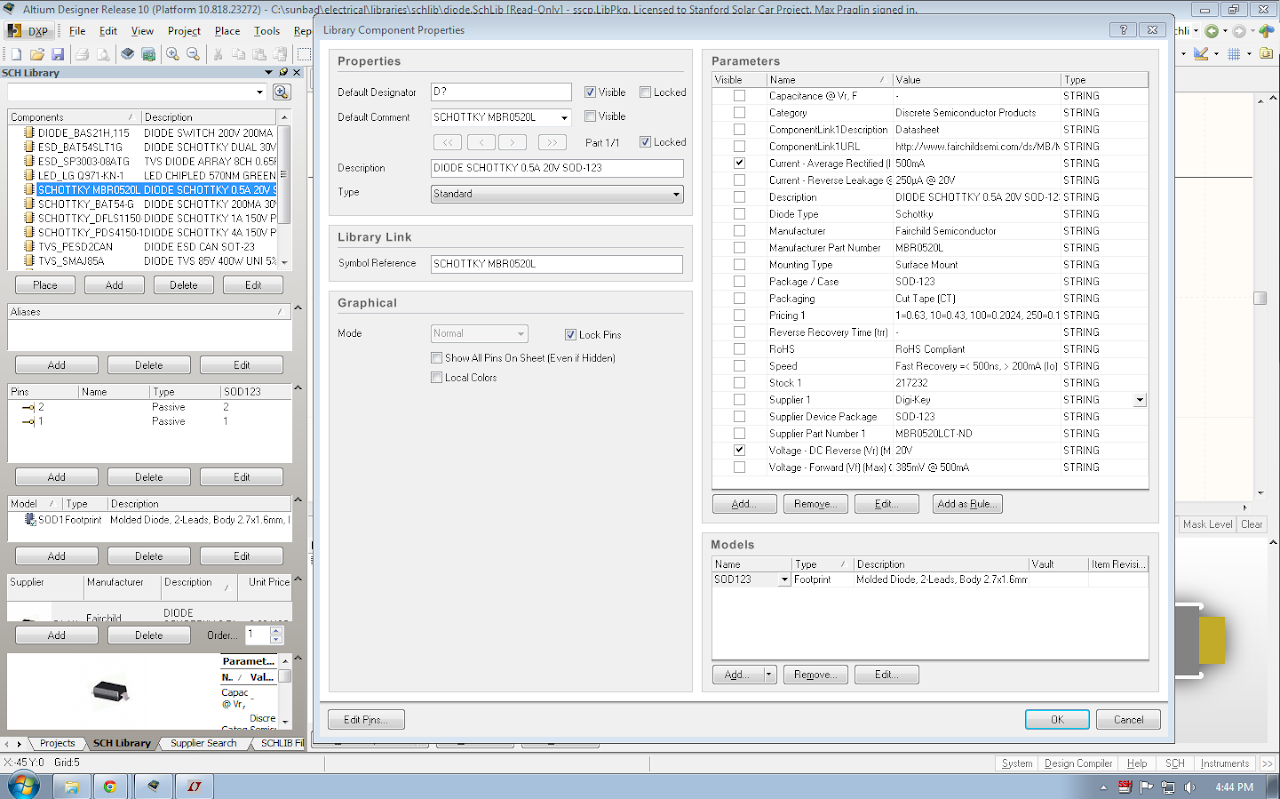 Altium Designer Release 10 (Platform 10.818.23272) - C:\sunbad\electrical\libraries\schlib\diode.SchLib [Read-Only] - sscp.LibPkg. Licensed to Stanford Solar Car Project. Max Praglin signed in.
DXP File Edit View Project Place Tools Rep
SCH Library
Components / Description
DIODE_BAS21H,115 DIODE SWITCH 200V 200MA
ESD_BAT54SLT1G DIODE SCHOTTKY DUAL 30V
ESD_SP3003-08ATG TVS DIODE ARRAY 8CH 0.65F
LED_LG Q971-KN-1 LED CHIPLED 570NM GREEN
SCHOTTKY MBR0520L DIODE SCHOTTKY 0.5A 20V S
SCHOTTKY_BAT54-G DIODE SCHOTTKY 200MA 30V
SCHOTTKY_DFLS1150- DIODE SCHOTTKY 1A 150V P
SCHOTTKY_PDS4150-1 DIODE SCHOTTKY 4A 150V P
TVS_PESD2CAN DIODE ESD CAN SOT-23
TVS_SMAJ85A DIODE TVS 85V 400W UNI 5%
Place Add Delete Edit
Aliases /
Add Delete Edit
Pins Name Type SOD123
2 Passive 2
1 Passive 1
Add Delete Edit
Model / Type Description
SOD1 Footprint Molded Diode, 2-Leads, Body 2.7x1.6mm, I
Add Delete Edit
Supplier Manufacturer Description / Unit Price
Fairchild DIODE
Add Delete Order... 1
Paramet...
N.. / Val...
Capac -
@ Vr,
Discre
Categ Semico
Projects SCH Library Supplier Search SCHLIB Fil
X:-45 Y:0 Grid:5
Library Component Properties
Properties
Default Designator D? Visible Locked
Default Comment SCHOTTKY MBR0520L Visible
<< < > >> Part 1/1 Locked
Description DIODE SCHOTTKY 0.5A 20V SOD-123
Type Standard
Library Link
Symbol Reference SCHOTTKY MBR0520L
Graphical
Mode Normal Lock Pins
Show All Pins On Sheet (Even if Hidden)
Local Colors
Edit Pins...
Parameters
Visible Name / Value Type
Capacitance @ Vr, F - STRING
Category Discrete Semiconductor Products STRING
ComponentLink1Description Datasheet STRING
ComponentLink1URL http://www.fairchildsemi.com/ds/MB/M STRING
Current - Average Rectified (I 500mA STRING
Current - Reverse Leakage @ 250µA @ 20V STRING
Description DIODE SCHOTTKY 0.5A 20V SOD-12: STRING
Diode Type Schottky STRING
Manufacturer Fairchild Semiconductor STRING
Manufacturer Part Number MBR0520L STRING
Mounting Type Surface Mount STRING
Package / Case SOD-123 STRING
Packaging Cut Tape (CT) STRING
Pricing 1 1=0.63, 10=0.43, 100=0.2024, 250=0.1 STRING
Reverse Recovery Time (trr) - STRING
RoHS RoHS Compliant STRING
Speed Fast Recovery =< 500ns, > 200mA (Io) STRING
Stock 1 217232 STRING
Supplier 1 Digi-Key STRING
Supplier Device Package SOD-123 STRING
Supplier Part Number 1 MBR0520LCT-ND STRING
Voltage - DC Reverse (Vr) (M 20V STRING
Voltage - Forward (Vf) (Max) @ 385mV @ 500mA STRING
Add... Remove... Edit... Add as Rule...
Models
Name Type / Description Vault Item Revisi...
SOD123 Footprint Molded Diode, 2-Leads, Body 2.7x1.6mm
Add... Remove... Edit...
OK Cancel
Mask Level Clear
System Design Compiler Help SCH Instruments >>
SSH 4:44 PM